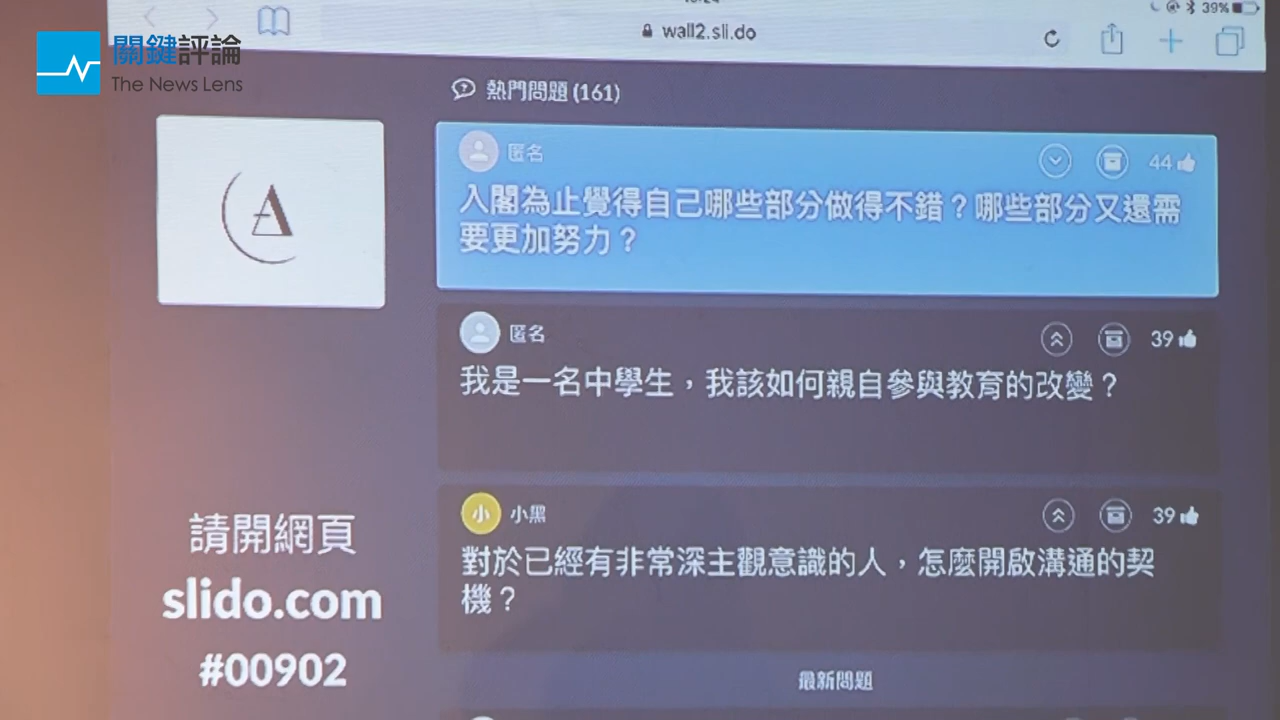 39%
wall2.sli.do
關鍵評論
The News Lens
熱門問題 (161)
匿名
44
入閣為止覺得自己哪些部分做得不錯？哪些部分又還需
要更加努力？
匿名
39
我是一名中學生，我該如何親自參與教育的改變？
小
小黑
39
對於已經有非常深主觀意識的人，怎麼開啟溝通的契
機？
請開網頁
slido.com
#00902
最新問題